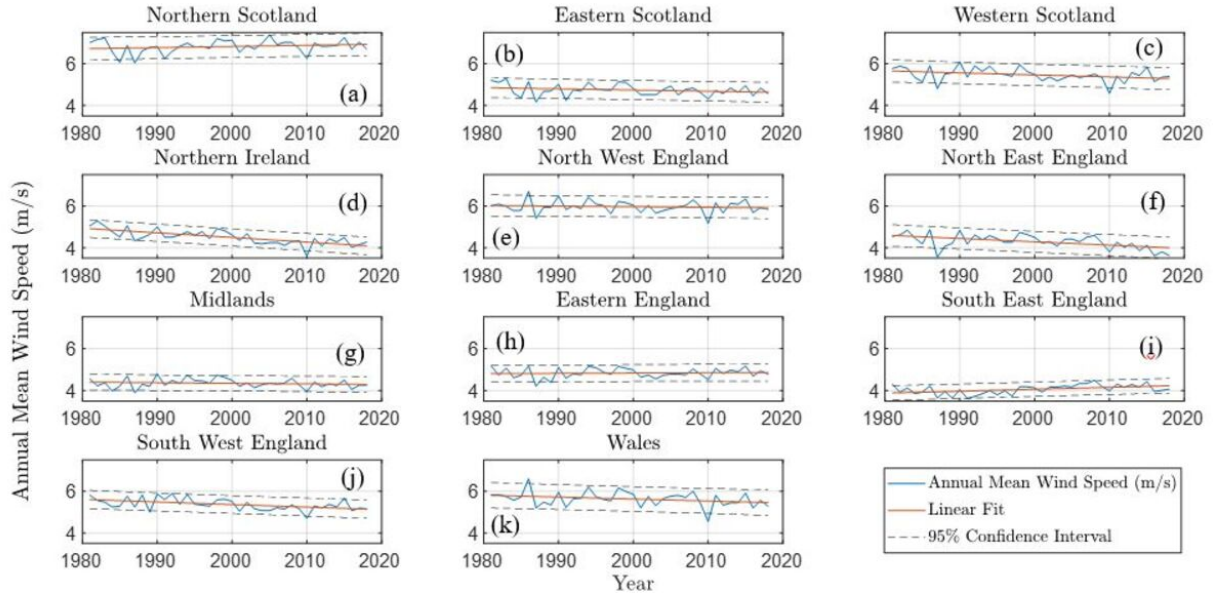 Northern Scotland
Eastern Scotland
Western Scotland
6
4
(a)
1980 1990 2000 2010 2020
6
4
(b)
1980 1990 2000 2010 2020
6
4
(c)
1980 1990 2000 2010 2020
Annual Mean Wind Speed (m/s)
Northern Ireland
North West England
North East England
6
4
(d)
1980 1990 2000 2010 2020
6
4
(e)
1980 1990 2000 2010 2020
6
4
(f)
1980 1990 2000 2010 2020
Midlands
Eastern England
South East England
6
4
(g)
1980 1990 2000 2010 2020
6
4
(h)
1980 1990 2000 2010 2020
6
4
(i)
1980 1990 2000 2010 2020
South West England
Wales
6
4
(j)
1980 1990 2000 2010 2020
6
4
(k)
1980 1990 2000 2010 2020
Year
Annual Mean Wind Speed (m/s)
Linear Fit
95% Confidence Interval